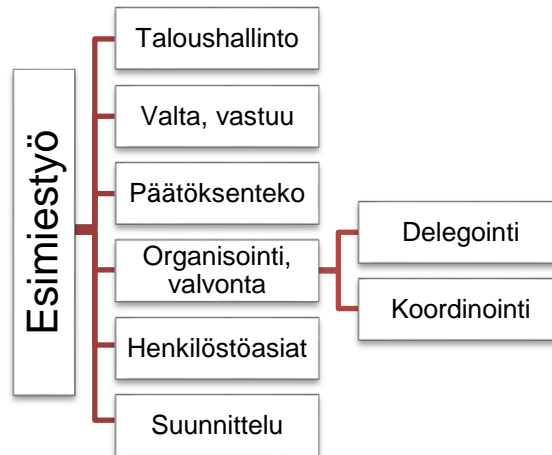 Esimiestyö
Taloushallinto
Valta, vastuu
Päätöksenteko
Organisointi,
valvonta
Delegointi
Koordinointi
Henkilöstöasiat
Suunnittelu